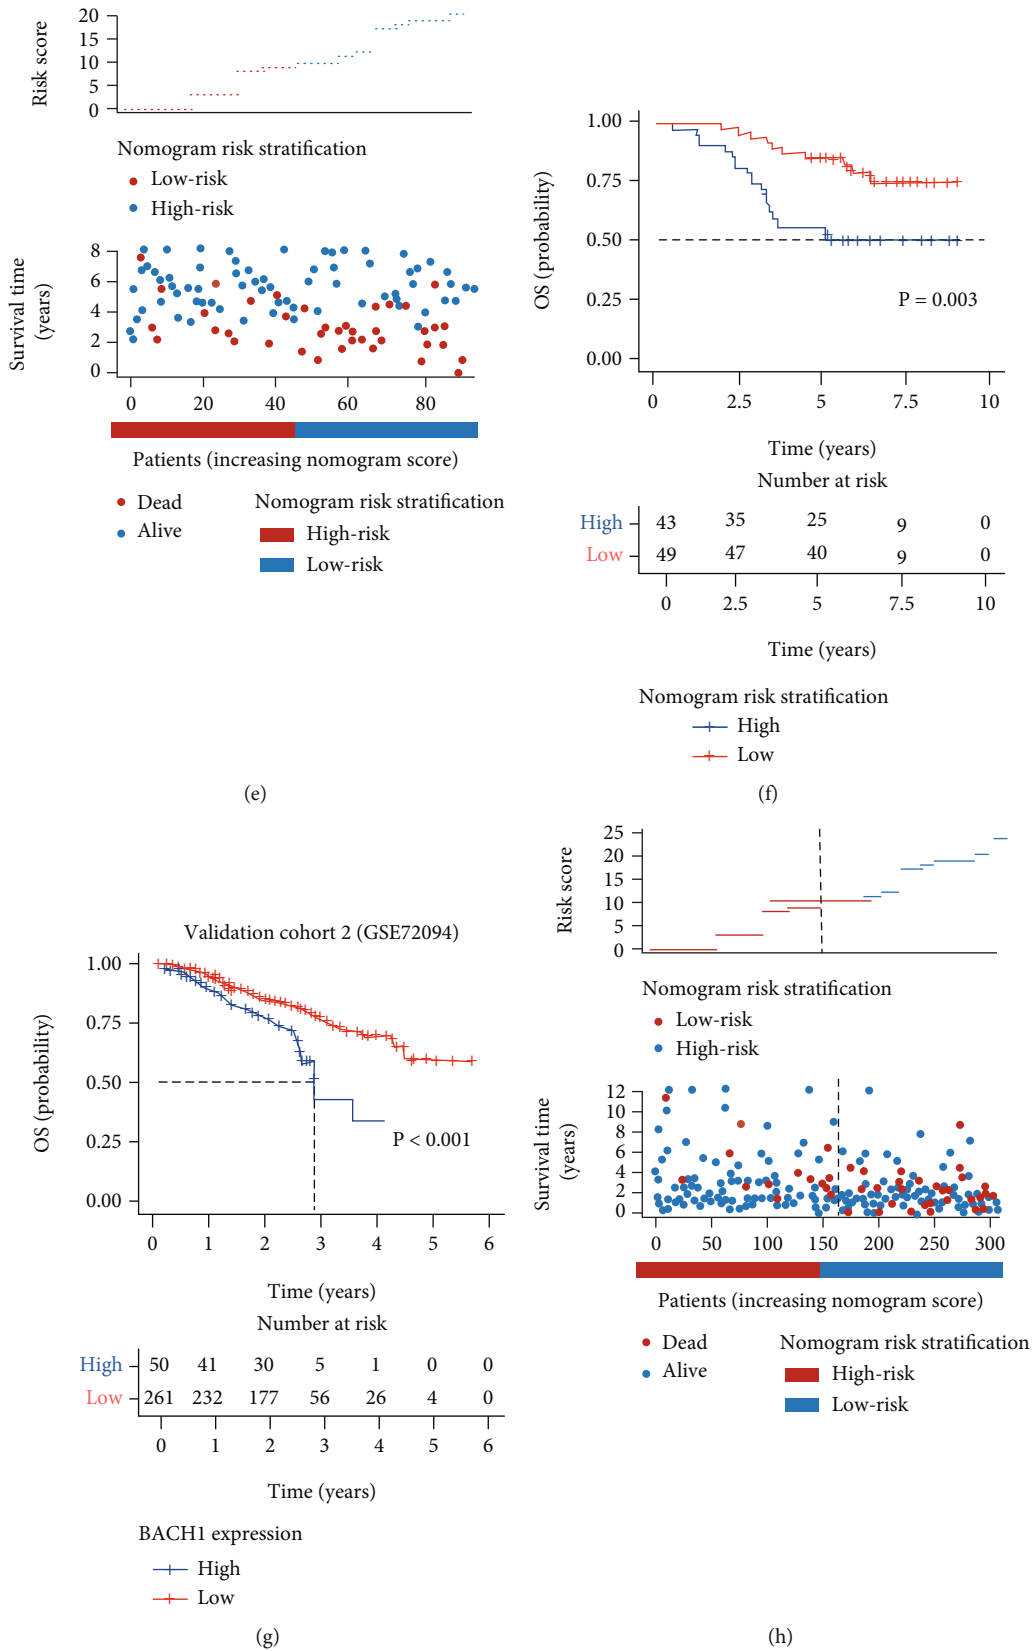 20
15
10
5
0
Risk score
Nomogram risk stratification
Low-risk
High-risk
8
6
4
2
0
Survival time
(years)
0 20 40 60 80
Patients (increasing nomogram score)
Dead
Alive
Nomogram risk stratification
High-risk
Low-risk
(e)
1.00
0.75
0.50
0.25
0.00
OS (probability)
P = 0.003
0 2.5 5 7.5 10
Time (years)
Number at risk
High 43 35 25 9 0
Low 49 47 40 9 0
0 2.5 5 7.5 10
Time (years)
Nomogram risk stratification
High
Low
(f)
Validation cohort 2 (GSE72094)
1.00
0.75
0.50
0.25
0.00
OS (probability)
P < 0.001
0 1 2 3 4 5 6
Time (years)
Number at risk
High 50 41 30 5 1 0 0
Low 261 232 177 56 26 4 0
0 1 2 3 4 5 6
Time (years)
BACH1 expression
High
Low
(g)
25
20
15
10
5
0
Risk score
Nomogram risk stratification
Low-risk
High-risk
12
10
8
6
4
2
0
Survival time
(years)
0 50 100 150 200 250 300
Patients (increasing nomogram score)
Dead
Alive
Nomogram risk stratification
High-risk
Low-risk
(h)